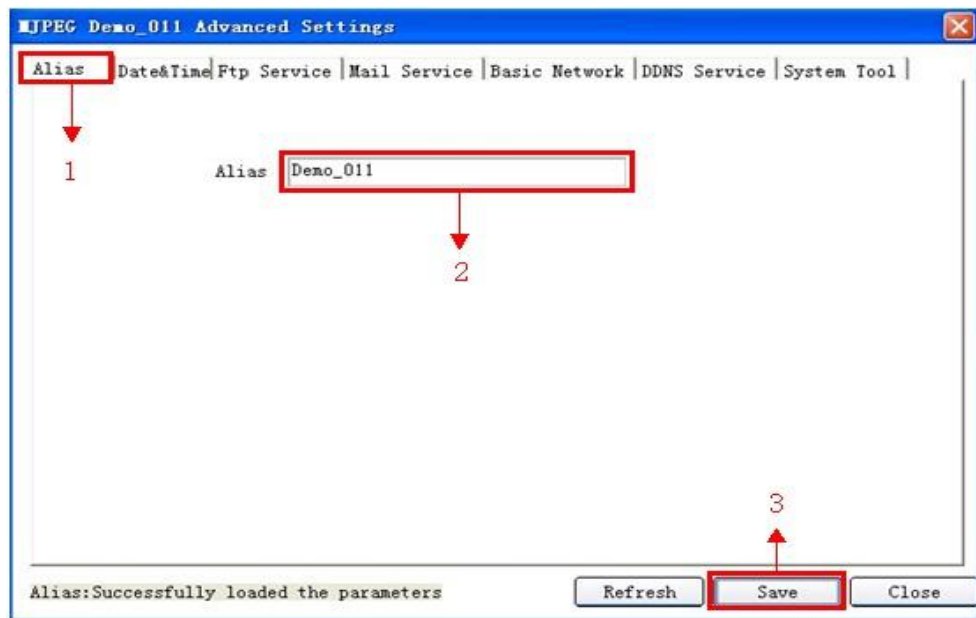 MJPEG Demo_011 Advanced Settings
Alias Date&Time Ftp Service Mail Service Basic Network DDNS Service System Tool
1
Alias Demo_011
2
3
Alias:Successfully loaded the parameters Refresh Save Close